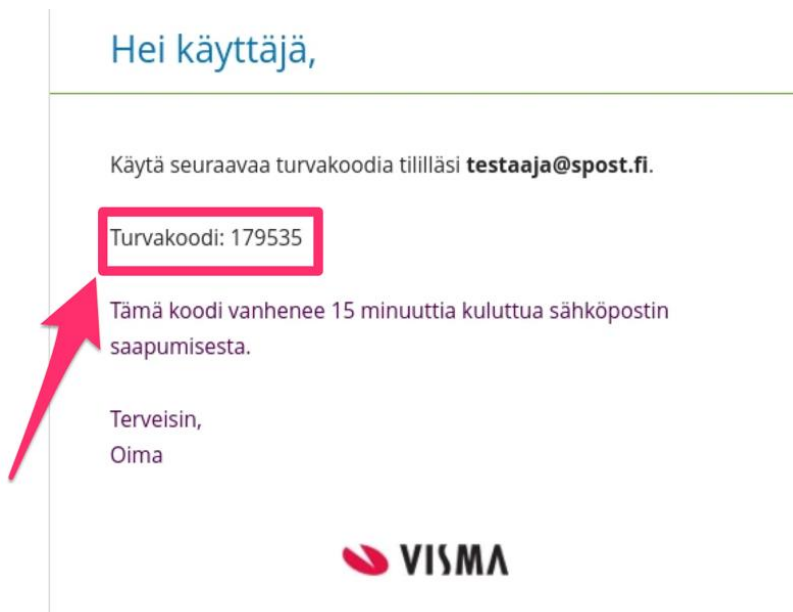 Hei käyttäjä,
Käytä seuraavaa turvakoodia tililläsi testaaja@spost.fi.
Turvakoodi: 179535
Tämä koodi vanhenee 15 minuuttia kuluttua sähköpostin
saapumisesta.
Terveisin,
Oima
VISMA